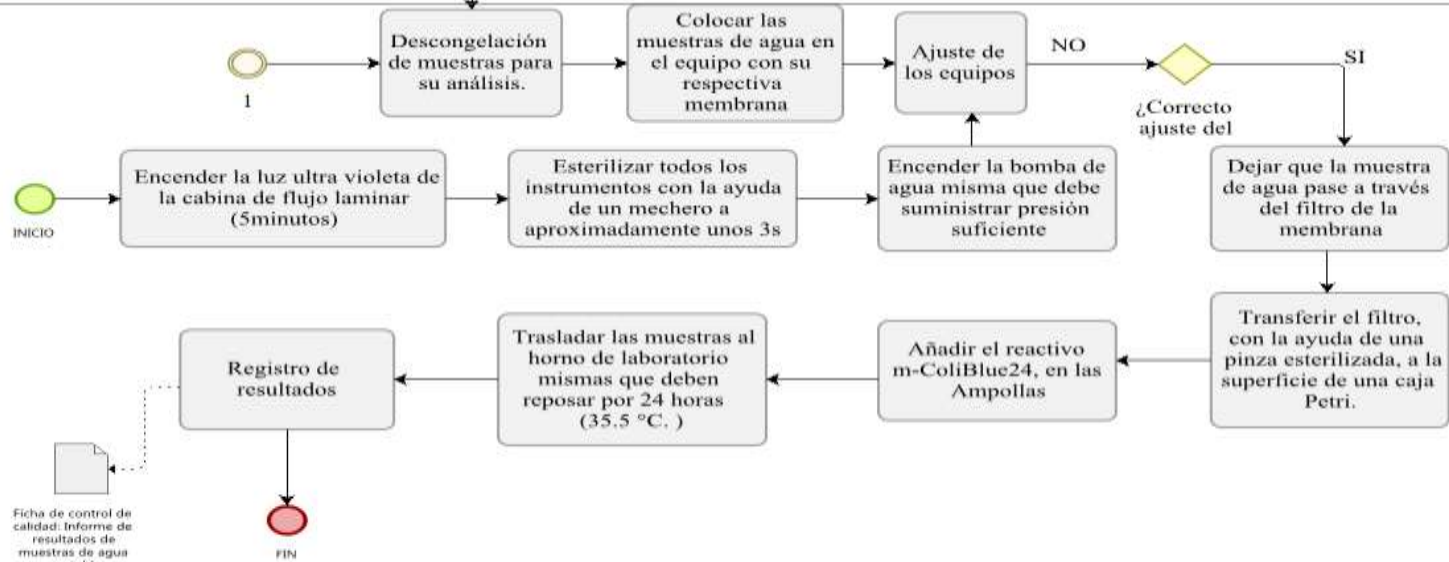 Descongelación
de muestras para
su análisis.
Colocar las
muestras de agua en
el equipo con su
respectiva
membrana
Ajuste de
los equipos
NO
SI
1
¿Correcto
ajuste del
INICIO
Encender la luz ultra violeta de
la cabina de flujo laminar
(5minutos)
Esterilizar todos los
instrumentos con la ayuda
de un mechero a
aproximadamente unos 3s
Encender la bomba de
agua misma que debe
suministrar presión
suficiente
Dejar que la muestra
de agua pase a través
del filtro de la
membrana
Transferir el filtro,
con la ayuda de una
pinza esterilizada, a la
superficie de una caja
Petri.
Añadir el reactivo
m-ColiBlue24, en las
Ampollas
Trasladar las muestras al
horno de laboratorio
mismas que deben
reposar por 24 horas
(35.5 °C. )
Registro de
resultados
Ficha de control de
calidad: Informe de
resultados de
muestras de agua
FIN